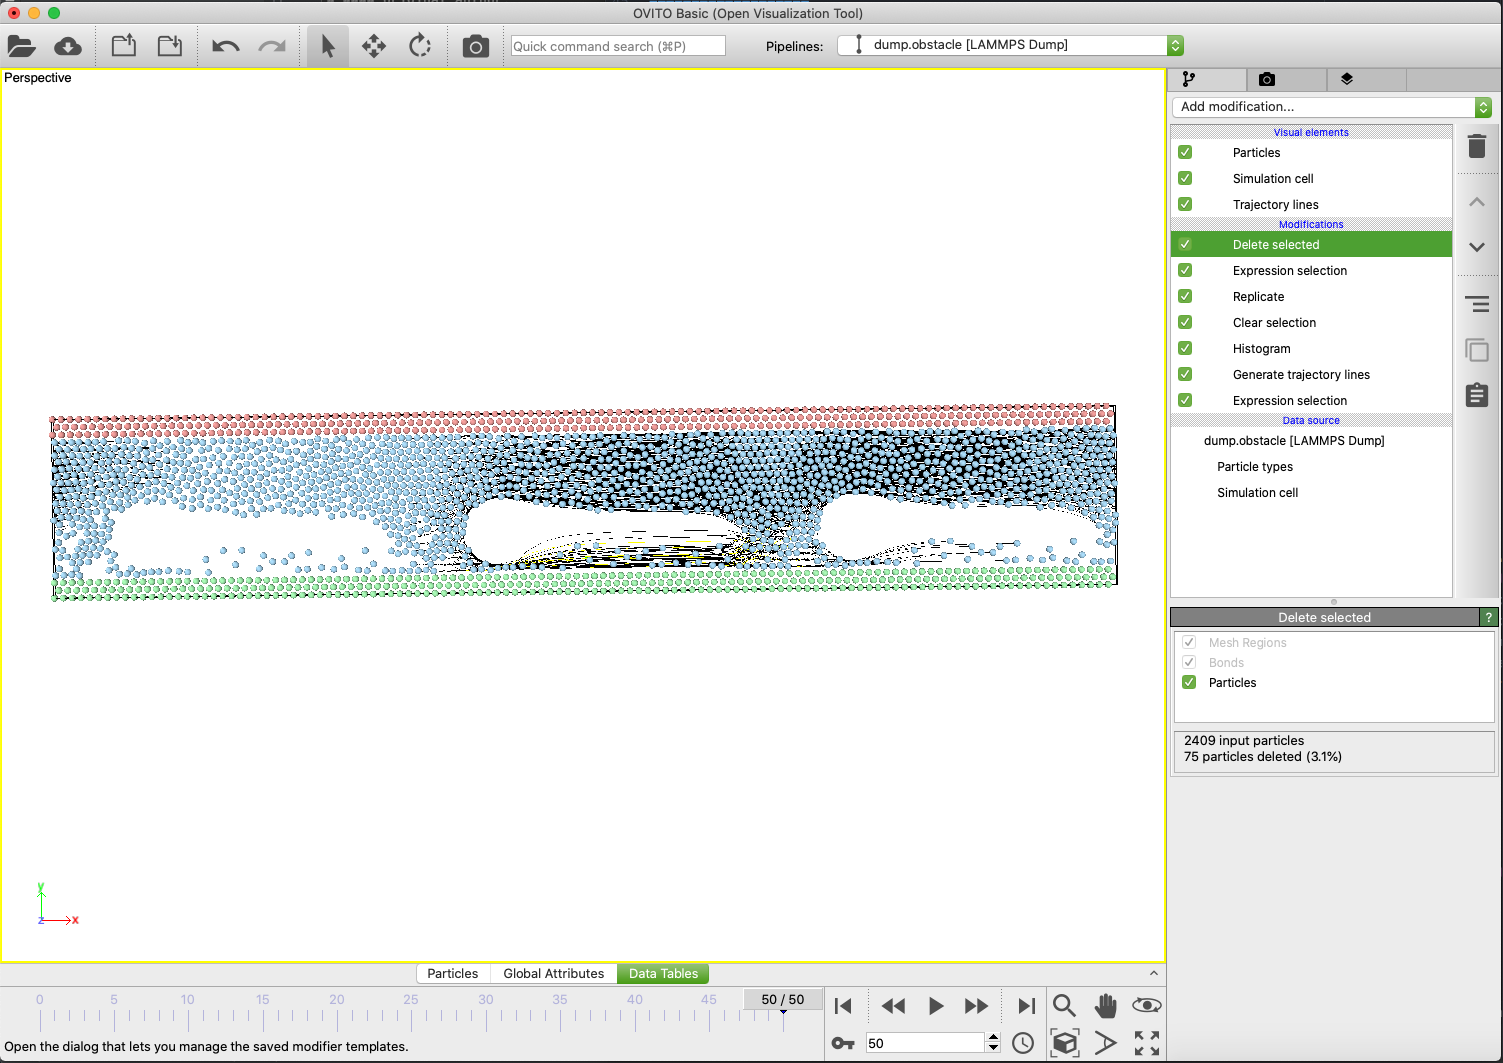 OVITO Basic (Open Visualization Tool)
Quick command search (⌘P)
Pipelines:
dump.obstacle [LAMMPS Dump]
Perspective
Add modification...
Visual elements
Particles
Simulation cell
Trajectory lines
Modifications
Delete selected
Expression selection
Replicate
Clear selection
Histogram
Generate trajectory lines
Expression selection
Data source
dump.obstacle [LAMMPS Dump]
Particle types
Simulation cell
Delete selected
?
Mesh Regions
Bonds
Particles
2409 input particles
75 particles deleted (3.1%)
y
z x
Particles Global Attributes Data Tables
0 5 10 15 20 25 30 35 40 45 50 / 50
50
Open the dialog that lets you manage the saved modifier templates.